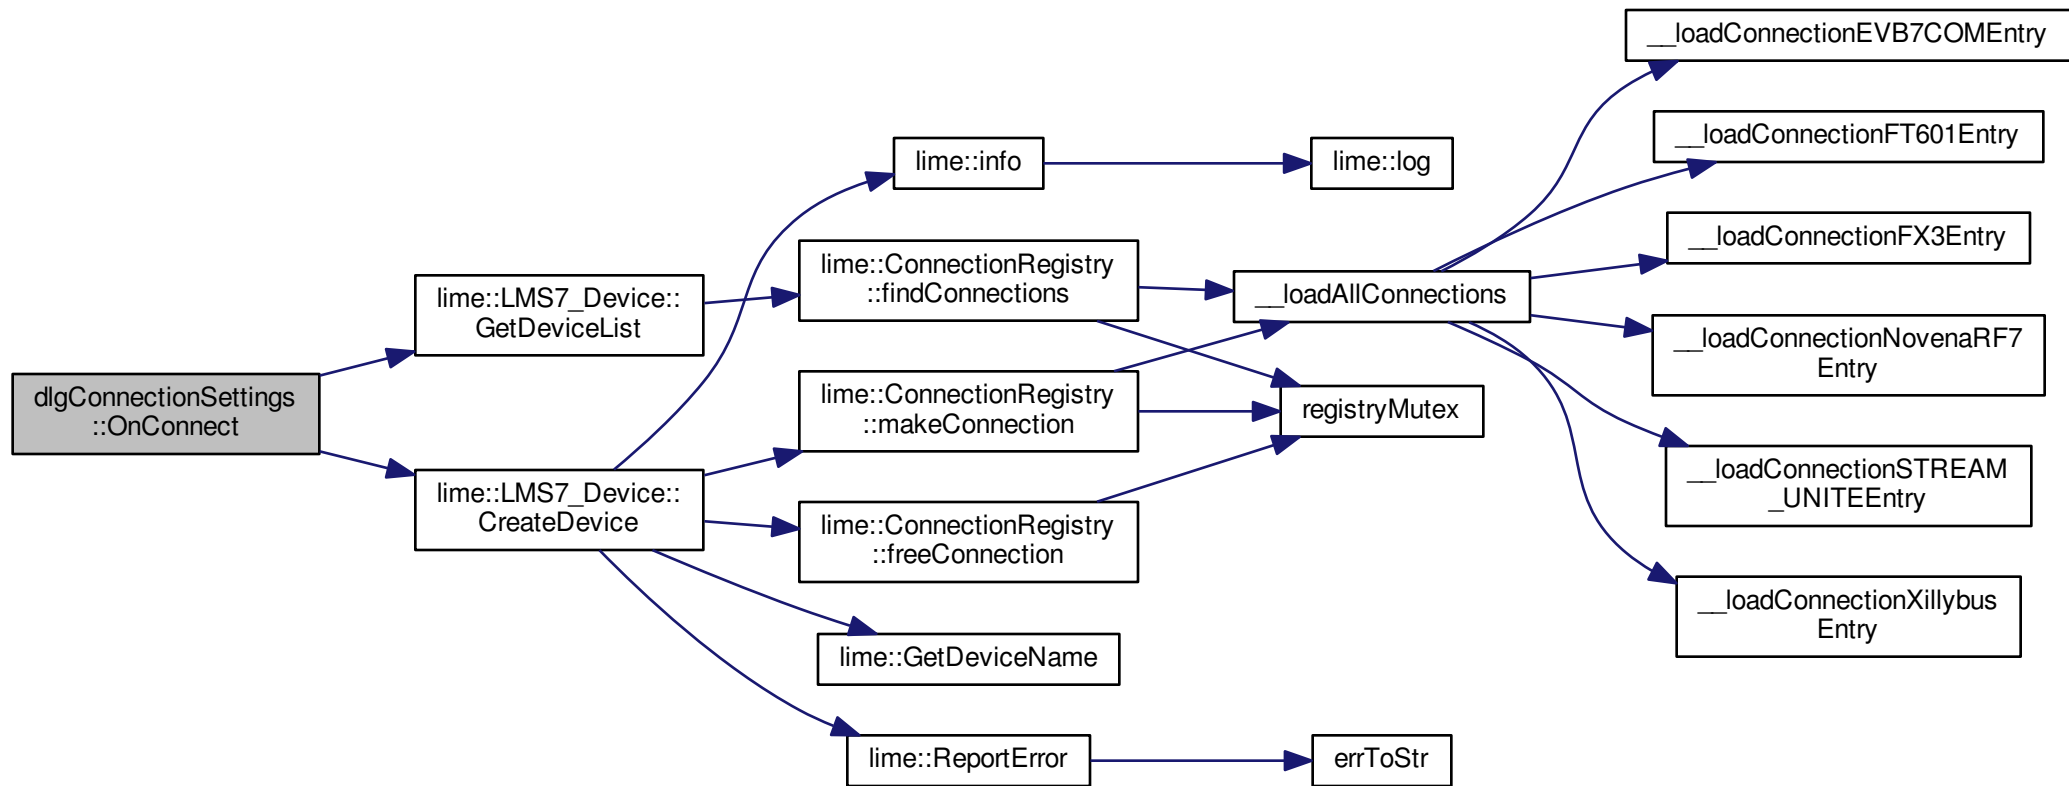 dlgConnectionSettings
::OnConnect
lime::LMS7_Device::
GetDeviceList
lime::LMS7_Device::
CreateDevice
lime::info
lime::ConnectionRegistry
::findConnections
lime::ConnectionRegistry
::makeConnection
lime::ConnectionRegistry
::freeConnection
lime::GetDeviceName
lime::ReportError
lime::log
__loadAllConnections
registryMutex
errToStr
__loadConnectionEVB7COMEntry
__loadConnectionFT601Entry
__loadConnectionFX3Entry
__loadConnectionNovenaRF7
Entry
__loadConnectionSTREAM
_UNITEEntry
__loadConnectionXillybus
Entry